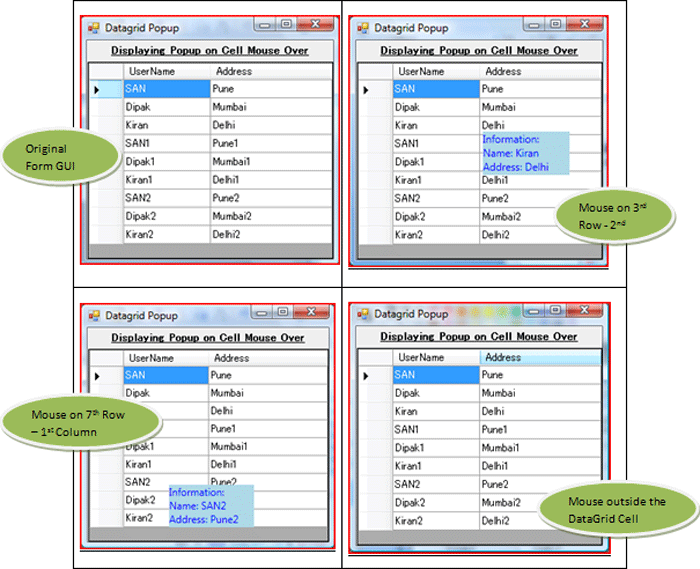 Datagrid Popup
Displaying Popup on Cell Mouse Over
UserName Address
SAN Pune
Dipak Mumbai
Kiran Delhi
SAN1 Pune1
Dipak1 Mumbai1
Kiran1 Delhi1
SAN2 Pune2
Dipak2 Mumbai2
Kiran2 Delhi2
Original
Form GUI
Datagrid Popup
Displaying Popup on Cell Mouse Over
UserName Address
SAN Pune
Dipak Mumbai
Kiran Delhi
SAN1
Dipak1
Kiran1 Delhi1
SAN2 Pune2
Dipak2 Mumbai2
Kiran2 Delhi2
Information:
Name: Kiran
Address: Delhi
Mouse on 3rd
Row - 2nd
Datagrid Popup
Displaying Popup on Cell Mouse Over
UserName Address
SAN Pune
Dipak Mumbai
Delhi
Pune1
Dipak1 Mumbai1
Kiran1 Delhi1
SAN2 Pune2
Dipak2
Kiran2
Information:
Name: SAN2
Address: Pune2
Mouse on 7th Row
– 1st Column
Datagrid Popup
Displaying Popup on Cell Mouse Over
UserName Address
SAN Pune
Dipak Mumbai
Kiran Delhi
SAN1 Pune1
Dipak1 Mumbai1
Kiran1 Delhi1
SAN2 Pune2
Dipak2 Mumbai2
Kiran2 Delhi2
Mouse outside the
DataGrid Cell